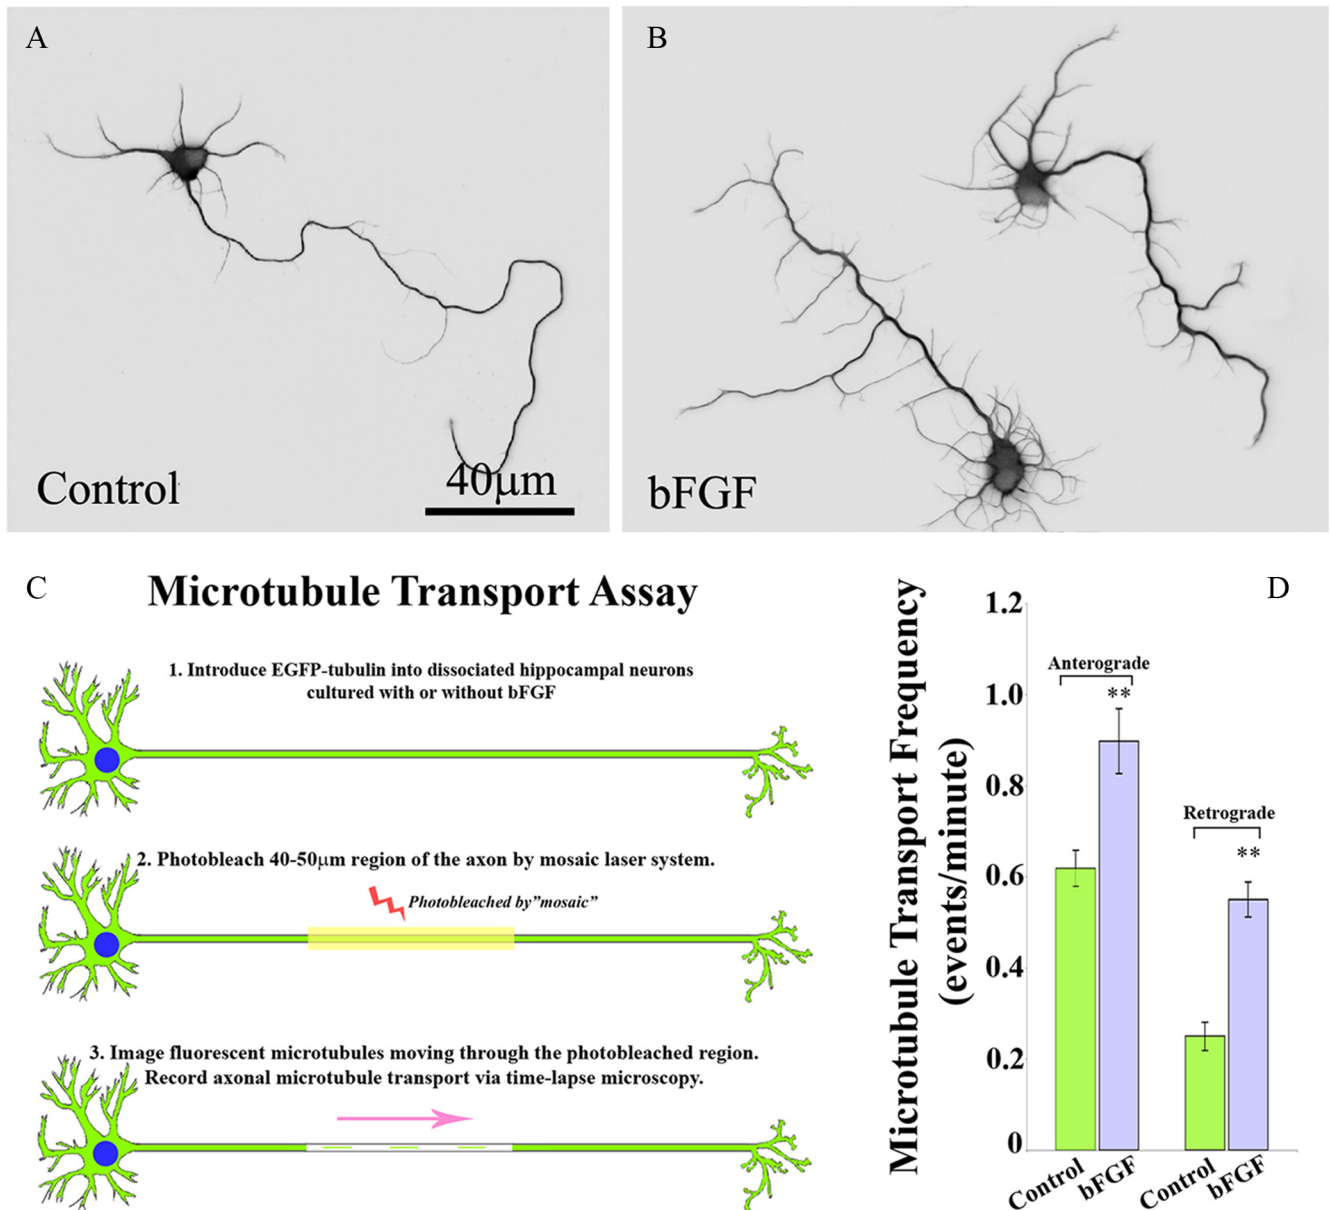 A
B
Control
40μm
bFGF
C
Microtubule Transport Assay
1. Introduce EGFP-tubulin into dissociated hippocampal neurons
cultured with or without bFGF
2. Photobleach 40-50μm region of the axon by mosaic laser system.
Photobleached by”mosaic”
3. Image fluorescent microtubules moving through the photobleached region.
Record axonal microtubule transport via time-lapse microscopy.
D
Microtubule Transport Frequency
(events/minute)
1.2
1.0
0.8
0.6
0.4
0.2
0
Anterograde
**
Retrograde
**
Control
bFGF
Control
bFGF